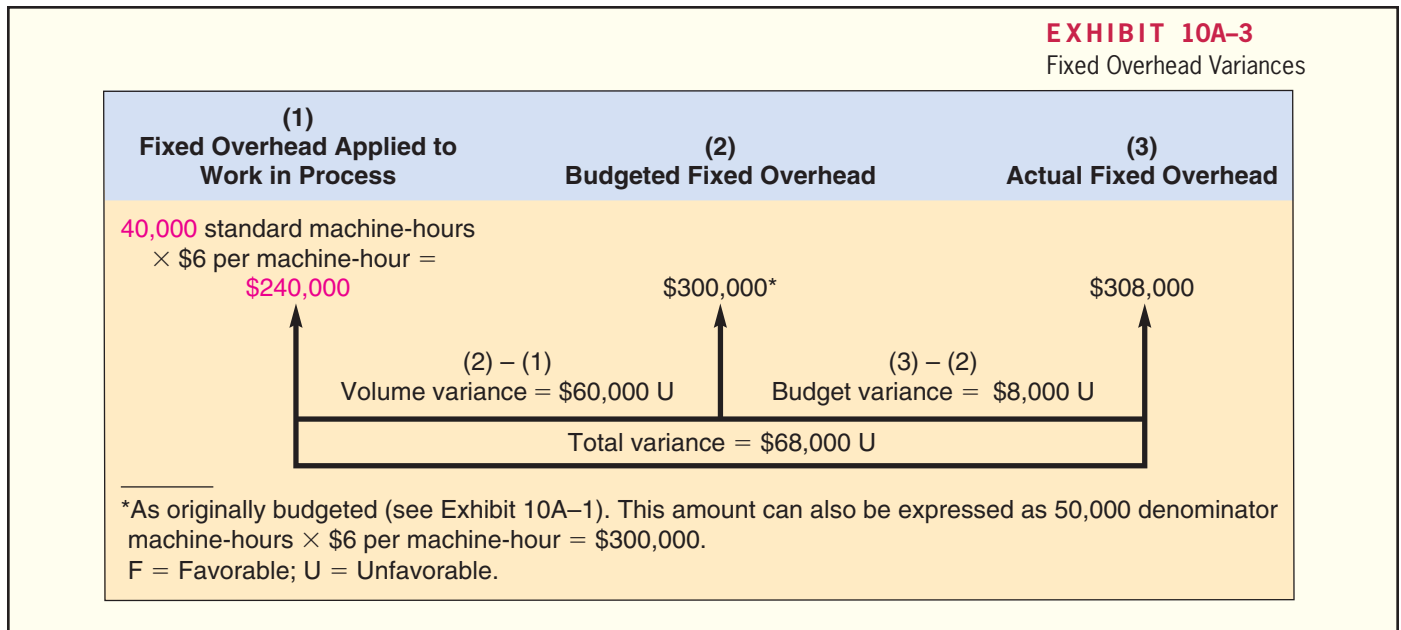 EXHIBIT 10A–3
Fixed Overhead Variances
(1)
Fixed Overhead Applied to
Work in Process
(2)
Budgeted Fixed Overhead
(3)
Actual Fixed Overhead
40,000 standard machine-hours
× $6 per machine-hour =
$240,000
$300,000*
$308,000
(2) – (1)
Volume variance = $60,000 U
(3) – (2)
Budget variance = $8,000 U
Total variance = $68,000 U
*As originally budgeted (see Exhibit 10A–1). This amount can also be expressed as 50,000 denominator
machine-hours × $6 per machine-hour = $300,000.
F = Favorable; U = Unfavorable.